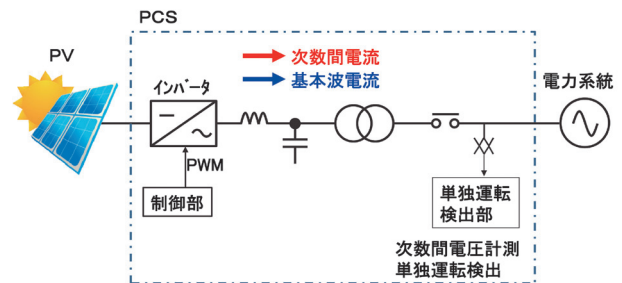 PCS
PV
次数間電流
基本波電流
インバータ
電力系統
PWM
制御部
単独運転
検出部
次数間電圧計測
単独運転検出